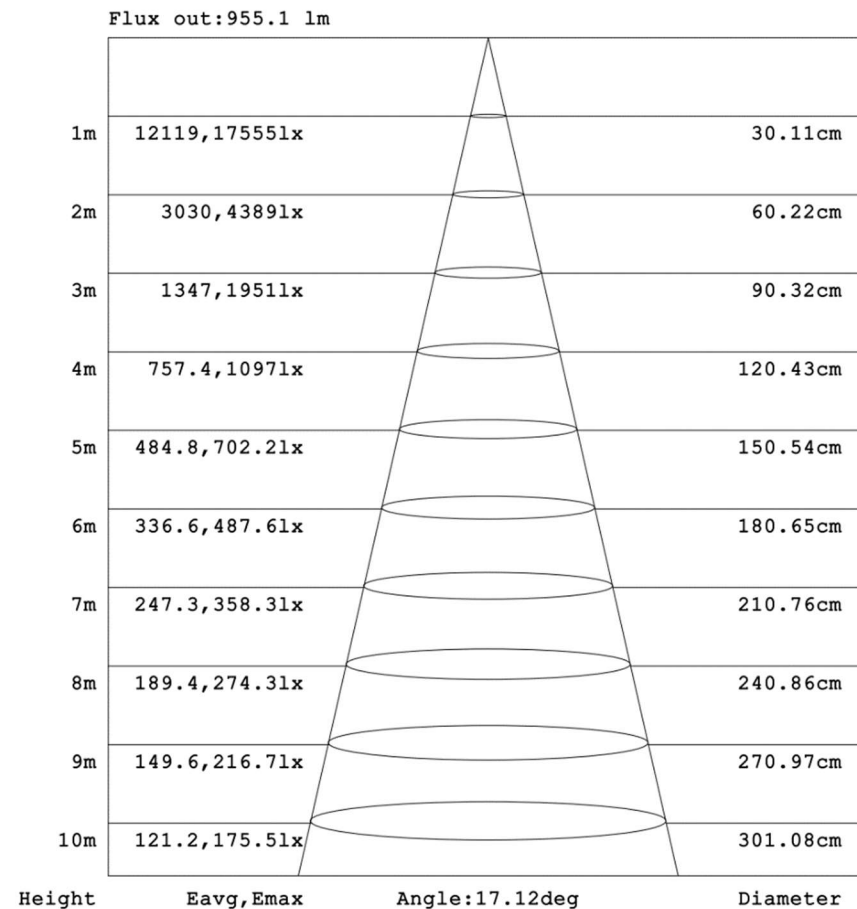 Flux out:955.1 lm
1m 12119,17555lx 30.11cm
2m 3030,4389lx 60.22cm
3m 1347,1951lx 90.32cm
4m 757.4,1097lx 120.43cm
5m 484.8,702.2lx 150.54cm
6m 336.6,487.6lx 180.65cm
7m 247.3,358.3lx 210.76cm
8m 189.4,274.3lx 240.86cm
9m 149.6,216.7lx 270.97cm
10m 121.2,175.5lx 301.08cm
Height Eavg,Emax Angle:17.12deg Diameter